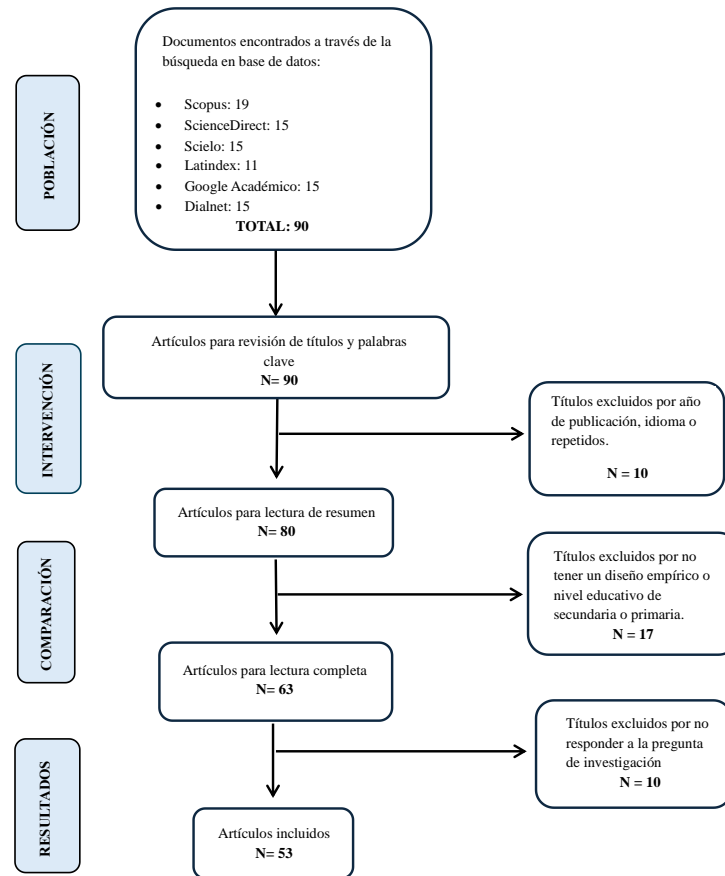 Documentos encontrados a través de la
búsqueda en base de datos:
• Scopus: 19
• ScienceDirect: 15
• Scielo: 15
• Latindex: 11
• Google Académico: 15
• Dialnet: 15
TOTAL: 90
POBLACIÓN
Artículos para revisión de títulos y palabras
clave
N= 90
INTERVENCIÓN
Títulos excluidos por año
de publicación, idioma o
repetidos.
N = 10
Artículos para lectura de resumen
N= 80
COMPARACIÓN
Títulos excluidos por no
tener un diseño empírico o
nivel educativo de
secundaria o primaria.
N = 17
Artículos para lectura completa
N= 63
Títulos excluidos por no
responder a la pregunta
de investigación
N = 10
RESULTADOS
Artículos incluidos
N= 53